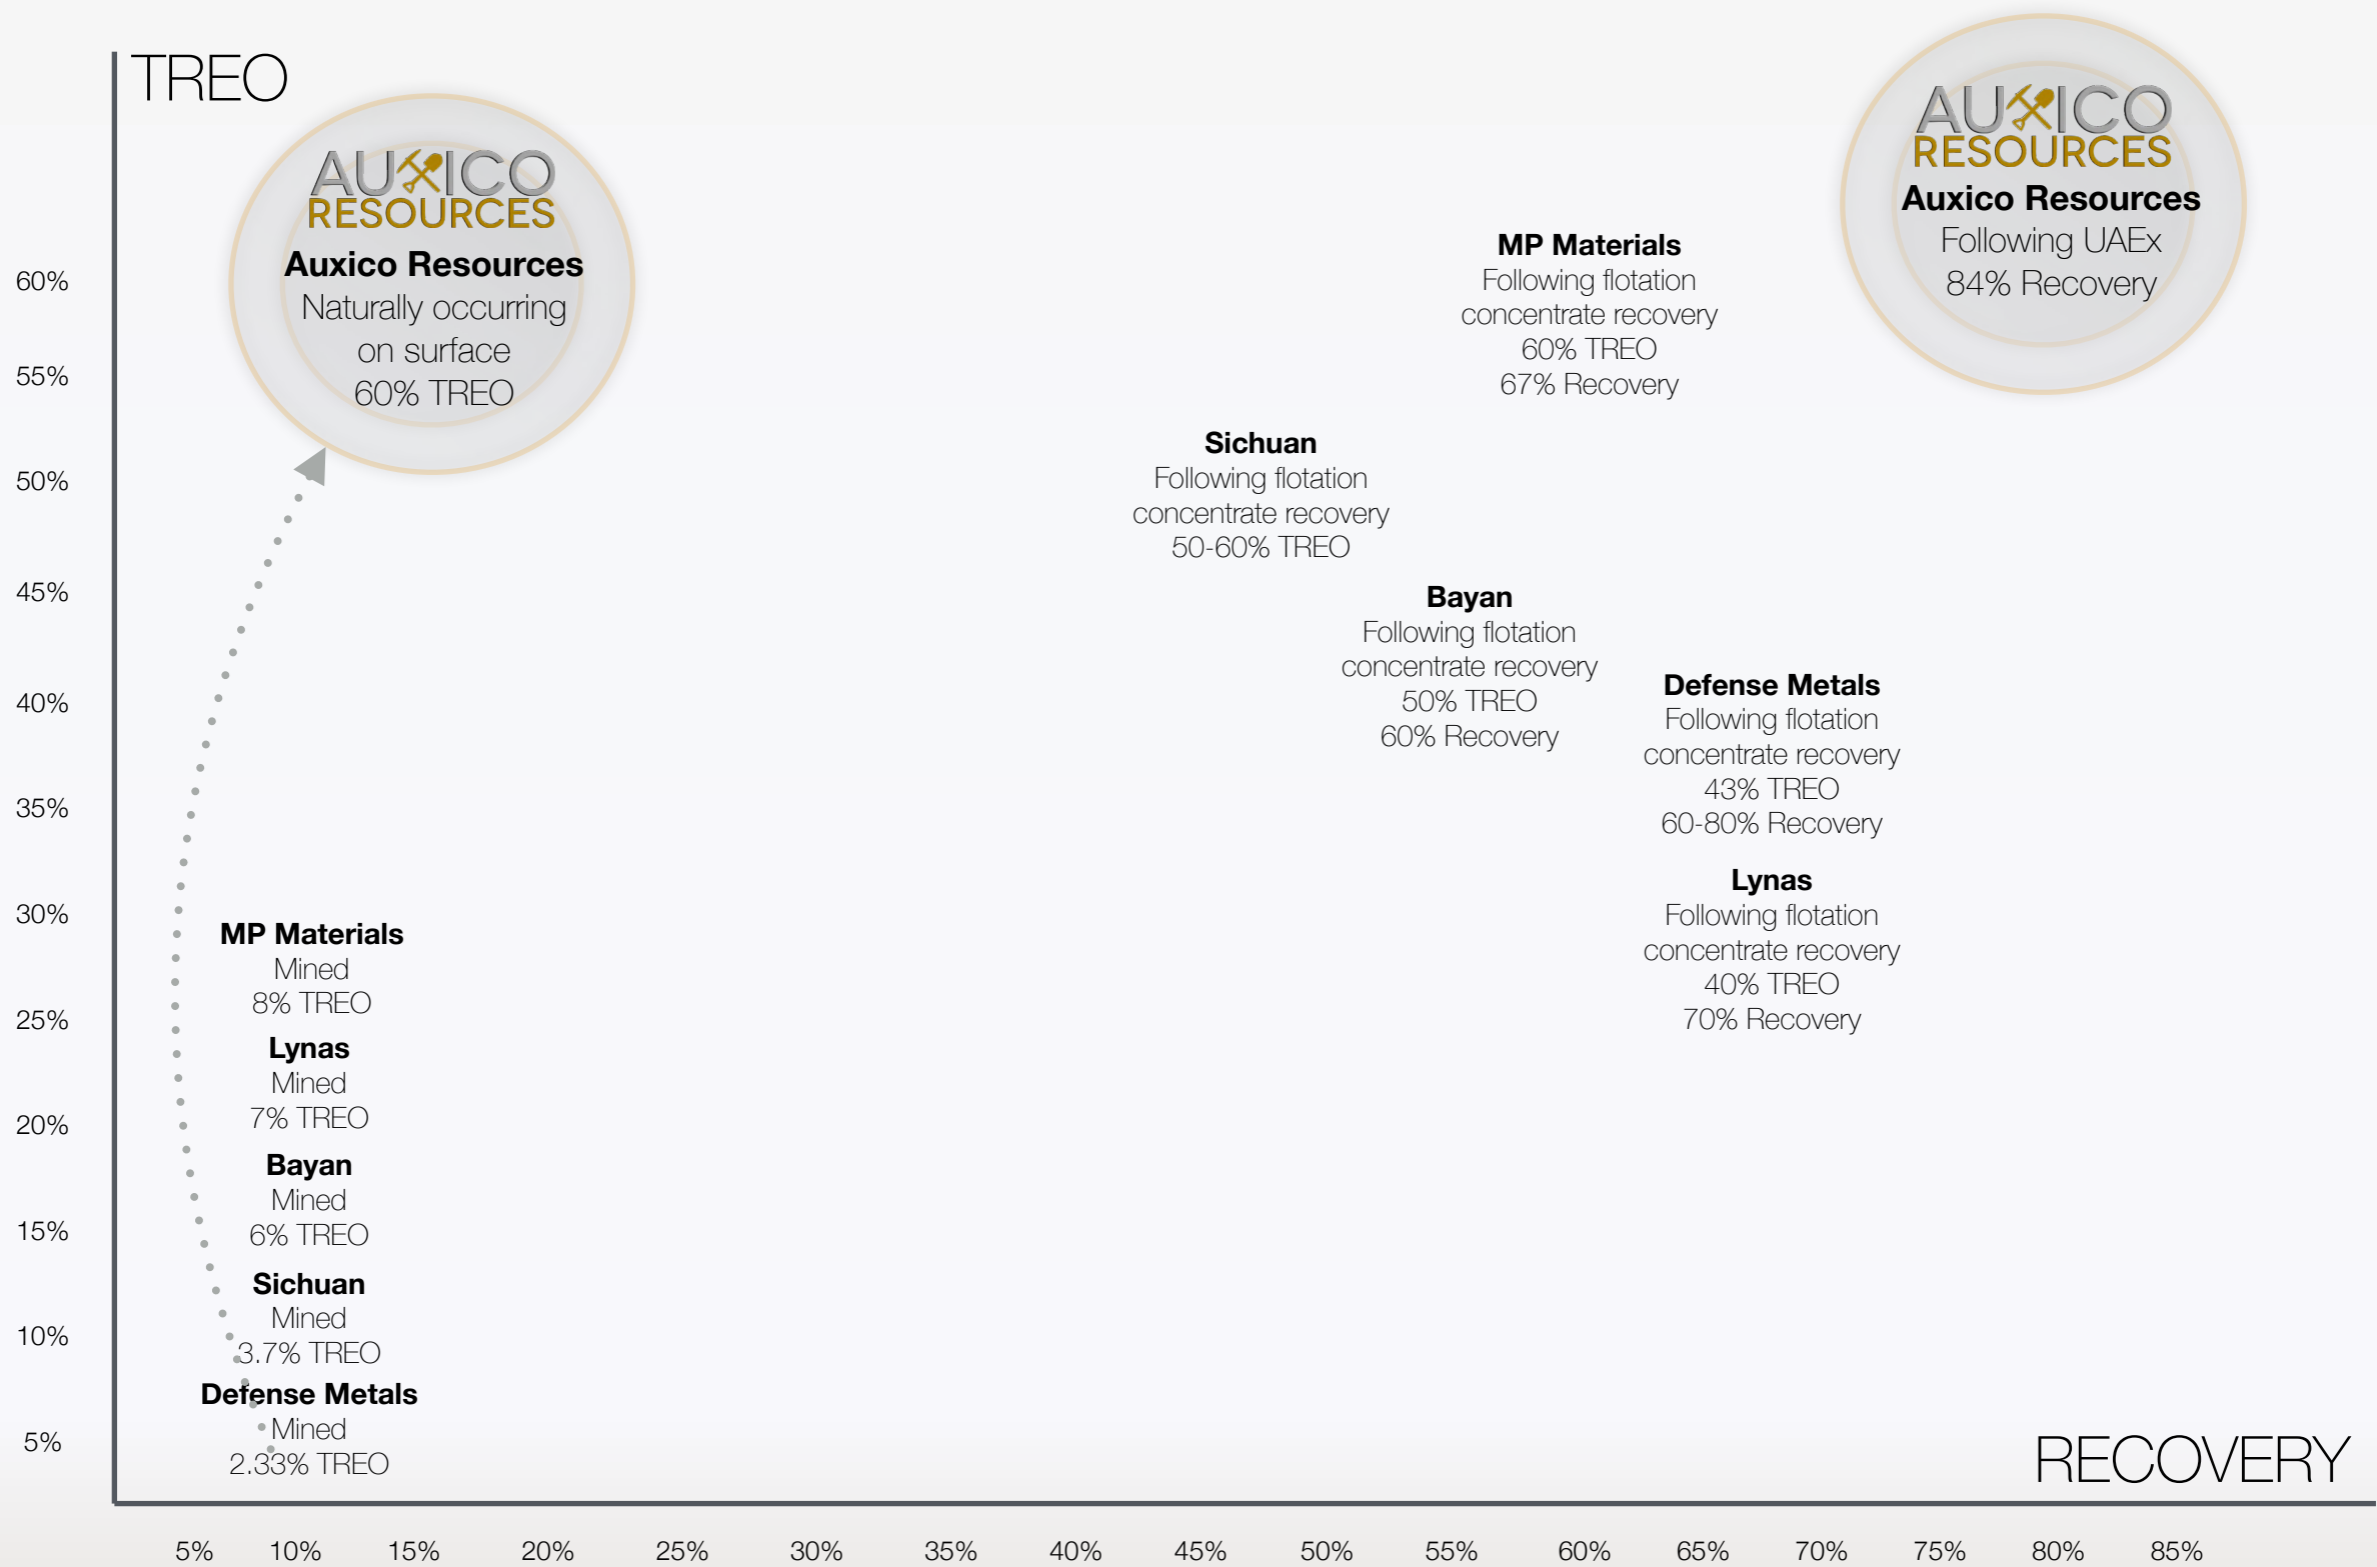 TREO
AUXICO
RESOURCES
Auxico Resources
Naturally occurring
on surface
60% TREO
AUXICO
RESOURCES
Auxico Resources
Following UAEx
84% Recovery
MP Materials
Following flotation
concentrate recovery
60% TREO
67% Recovery
Sichuan
Following flotation
concentrate recovery
50-60% TREO
Bayan
Following flotation
concentrate recovery
50% TREO
60% Recovery
Defense Metals
Following flotation
concentrate recovery
43% TREO
60-80% Recovery
Lynas
Following flotation
concentrate recovery
40% TREO
70% Recovery
MP Materials
Mined
8% TREO
Lynas
Mined
7% TREO
Bayan
Mined
6% TREO
Sichuan
Mined
3.7% TREO
Defense Metals
Mined
2.33% TREO
60%
55%
50%
45%
40%
35%
30%
25%
20%
15%
10%
5%
RECOVERY
5% 10% 15% 20% 25% 30% 35% 40% 45% 50% 55% 60% 65% 70% 75% 80% 85%